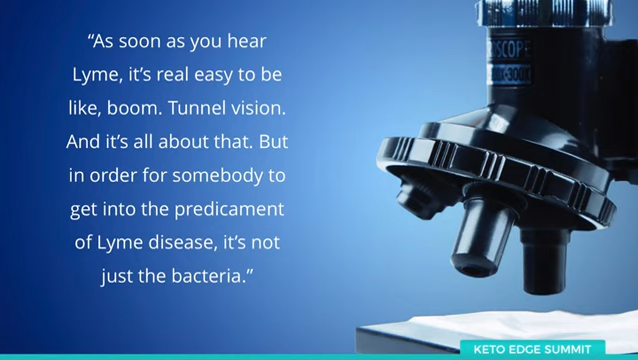 “As soon as you hear
Lyme, it’s real easy to be
like, boom. Tunnel vision.
And it’s all about that. But
in order for somebody to
get into the predicament
of Lyme disease, it’s not
just the bacteria.”
KETO EDGE SUMMIT